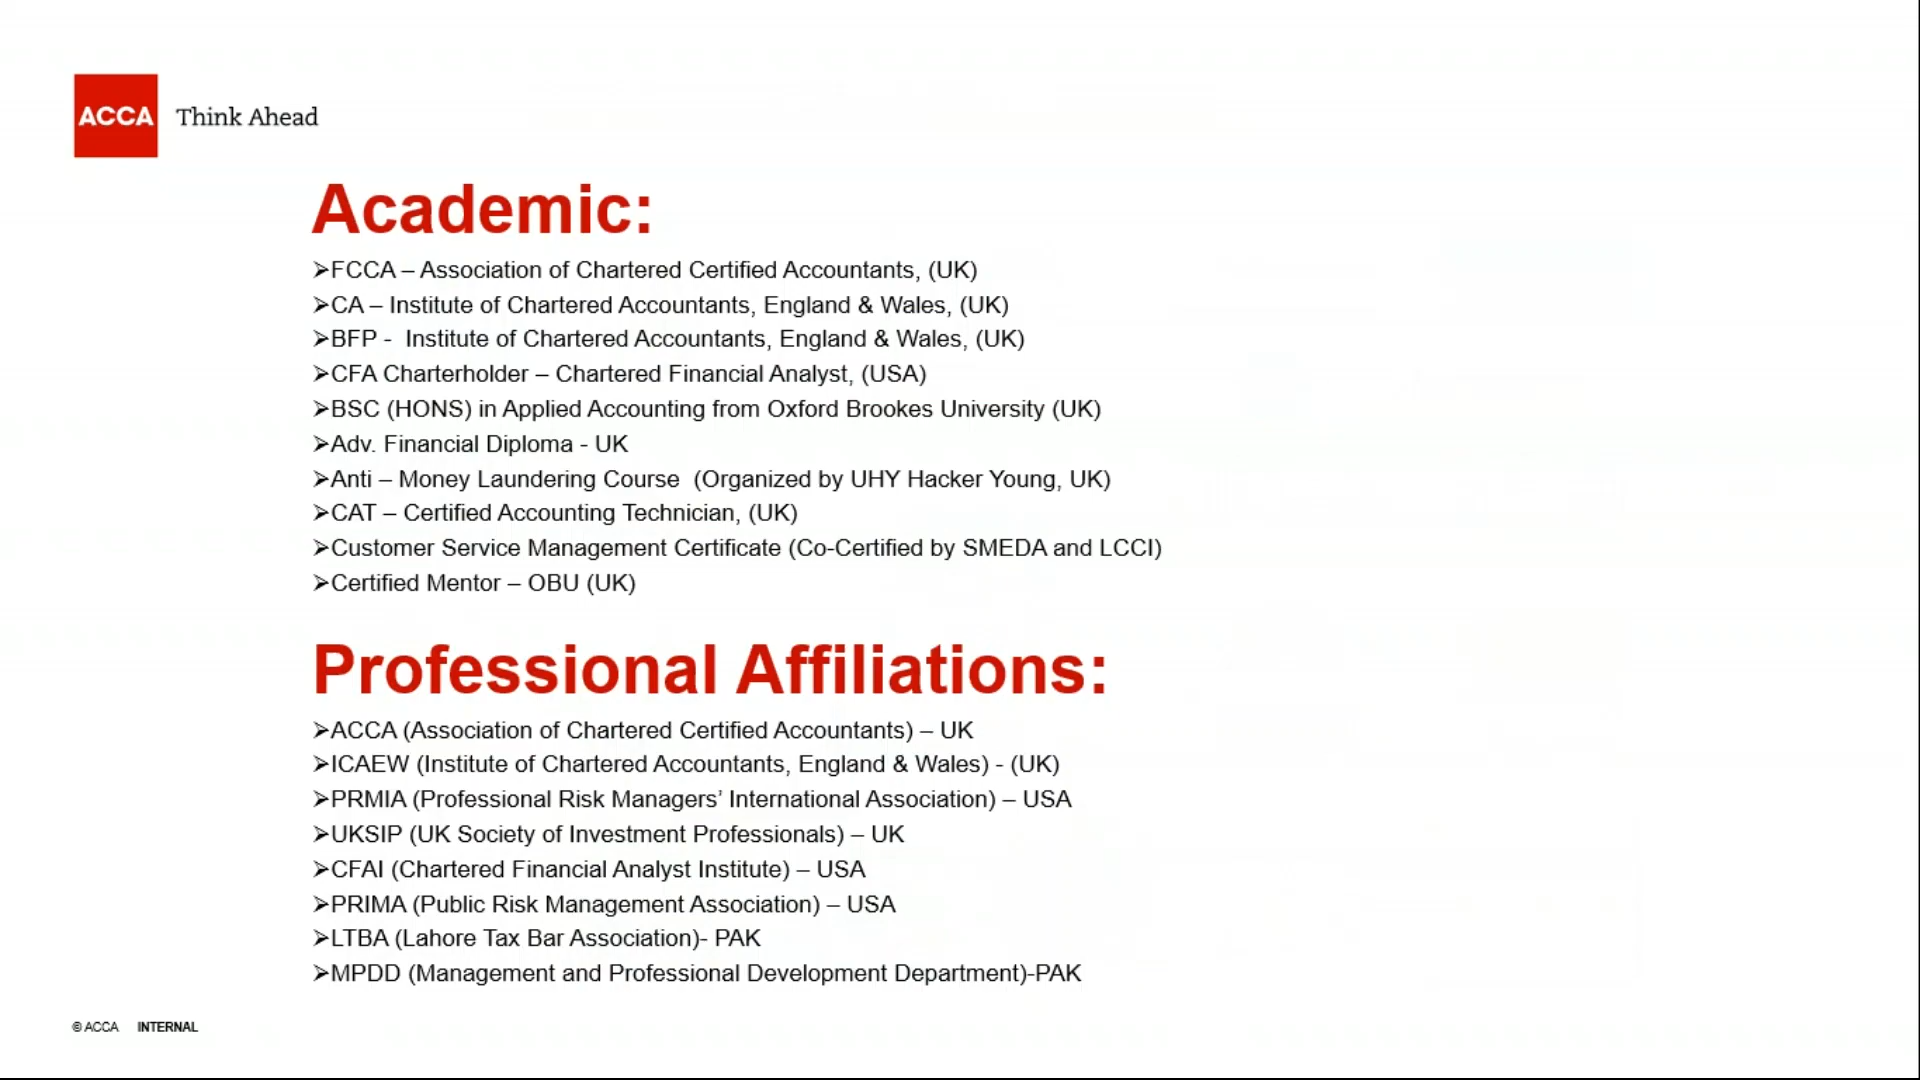 ACCA Think Ahead
Academic:
➢FCCA – Association of Chartered Certified Accountants, (UK)
➢CA – Institute of Chartered Accountants, England & Wales, (UK)
➢BFP -  Institute of Chartered Accountants, England & Wales, (UK)
➢CFA Charterholder – Chartered Financial Analyst, (USA)
➢BSC (HONS) in Applied Accounting from Oxford Brookes University (UK)
➢Adv. Financial Diploma - UK
➢Anti – Money Laundering Course  (Organized by UHY Hacker Young, UK)
➢CAT – Certified Accounting Technician, (UK)
➢Customer Service Management Certificate (Co-Certified by SMEDA and LCCI)
➢Certified Mentor – OBU (UK)
Professional Affiliations:
➢ACCA (Association of Chartered Certified Accountants) – UK
➢ICAEW (Institute of Chartered Accountants, England & Wales) - (UK)
➢PRMIA (Professional Risk Managers’ International Association) – USA
➢UKSIP (UK Society of Investment Professionals) – UK
➢CFAI (Chartered Financial Analyst Institute) – USA
➢PRIMA (Public Risk Management Association) – USA
➢LTBA (Lahore Tax Bar Association)- PAK
➢MPDD (Management and Professional Development Department)-PAK
© ACCA INTERNAL